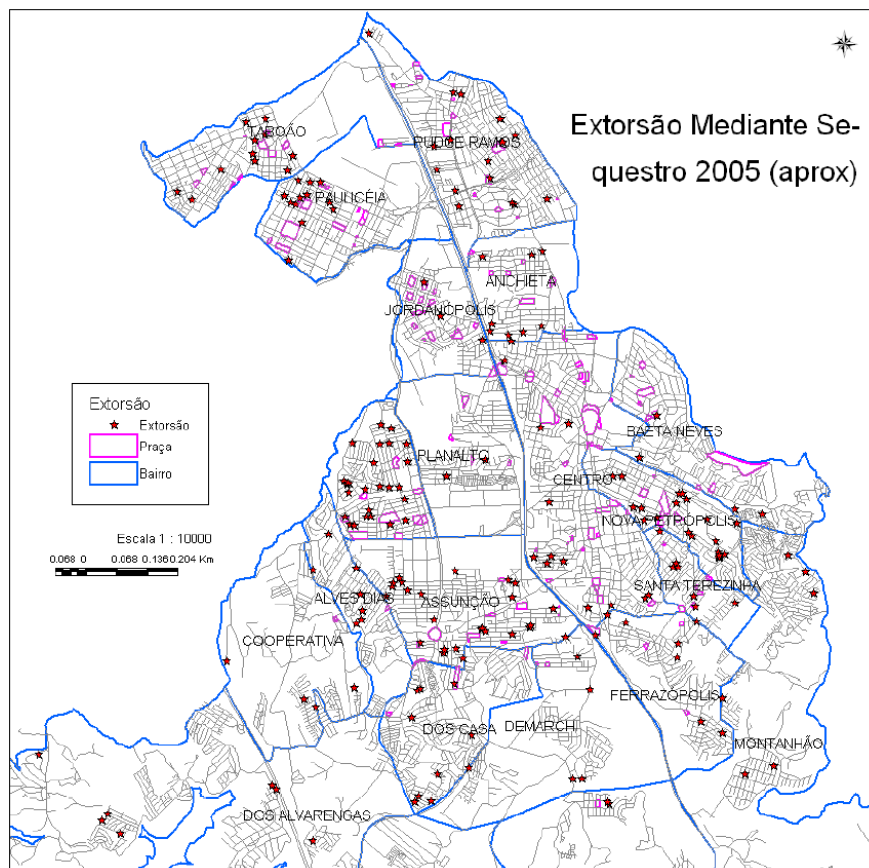 Extorsão Mediante Se-
questro 2005 (aprox)
TABOÃO
RUDGE RAMOS
PAULICÉIA
ANCHIETA
JORDANÓPOLIS
Extorsão
Extorsão
Praça
Bairro
BAETA NEVES
PLANALTO
CENTRO
NOVA PETRÓPOLIS
Escala 1 : 10000
0.068 0 0.068 0.136 0.204 Km
SANTA TEREZINHA
ALVES DIAS
ASSUNÇÃO
COOPERATIVA
FERRAZÓPOLIS
DOS CASA
DEMARCHI
MONTANHÃO
DOS ALVARENGAS